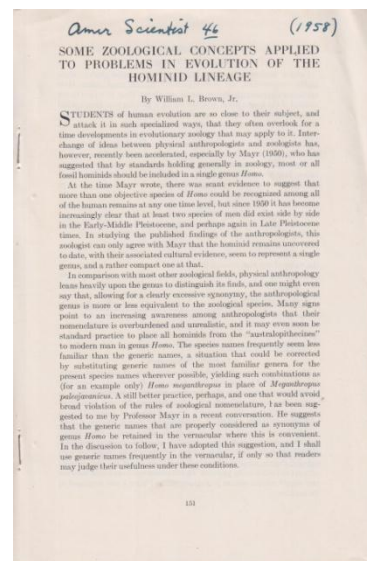 Amer Scientist 46 (1958)
SOME ZOOLOGICAL CONCEPTS APPLIED
TO PROBLEMS IN EVOLUTION OF THE
HOMINID LINEAGE
By William L. Brown, Jr.
STUDENTS of human evolution are so close to their subject, and
attack it in such specialized ways, that they often overlook for a
time developments in evolutionary zoology that may apply to it. Inter-
change of ideas between physical anthropologists and zoologists has,
however, recently been accelerated, especially by Mayr (1950), who has
suggested that by standards holding generally in zoology, most or all
fossil hominids should be included in a single genus Homo.
At the time Mayr wrote, there was scant evidence to suggest that
more than one objective species of Homo could be recognized among all
of the human remains at any one time level, but since 1950 it has become
increasingly clear that at least two species of men did exist side by side
in the Early-Middle Pleistocene, and perhaps again in Late Pleistocene
times. In studying the published findings of the anthropologists, this
zoologist can only agree with Mayr that the hominid remains uncovered
to date, with their associated cultural evidence, seem to represent a single
genus, and a rather compact one at that.
In comparison with most other zoological fields, physical anthropology
leans heavily upon the genus to distinguish its finds, and one might even
say that, allowing for a clearly excessive synonymy, the anthropological
genus is more or less equivalent to the zoological species. Many signs
point to an increasing awareness among anthropologists that their
nomenclature is overburdened and unrealistic, and it may even soon be
standard practice to place all hominids from the "australopithecines"
to modern man in genus Homo. The species names frequently seem less
familiar than the generic names, a situation that could be corrected
by substituting generic names of the most familiar genera for the
present species names wherever possible, yielding such combinations as
(for an example only) Homo meganthropus in place of Meganthropus
paleojavanicus. A still better practice, perhaps, and one that would avoid
broad violation of the rules of zoological nomenclature, has been sug-
gested to me by Professor Mayr in a recent conversation. He suggests
that the generic names that are properly considered as synonyms of
genus Homo be retained in the vernacular where this is convenient.
In the discussion to follow, I have adopted this suggestion, and I shall
use generic names frequently in the vernacular, if only so that readers
may judge their usefulness under these conditions.
151